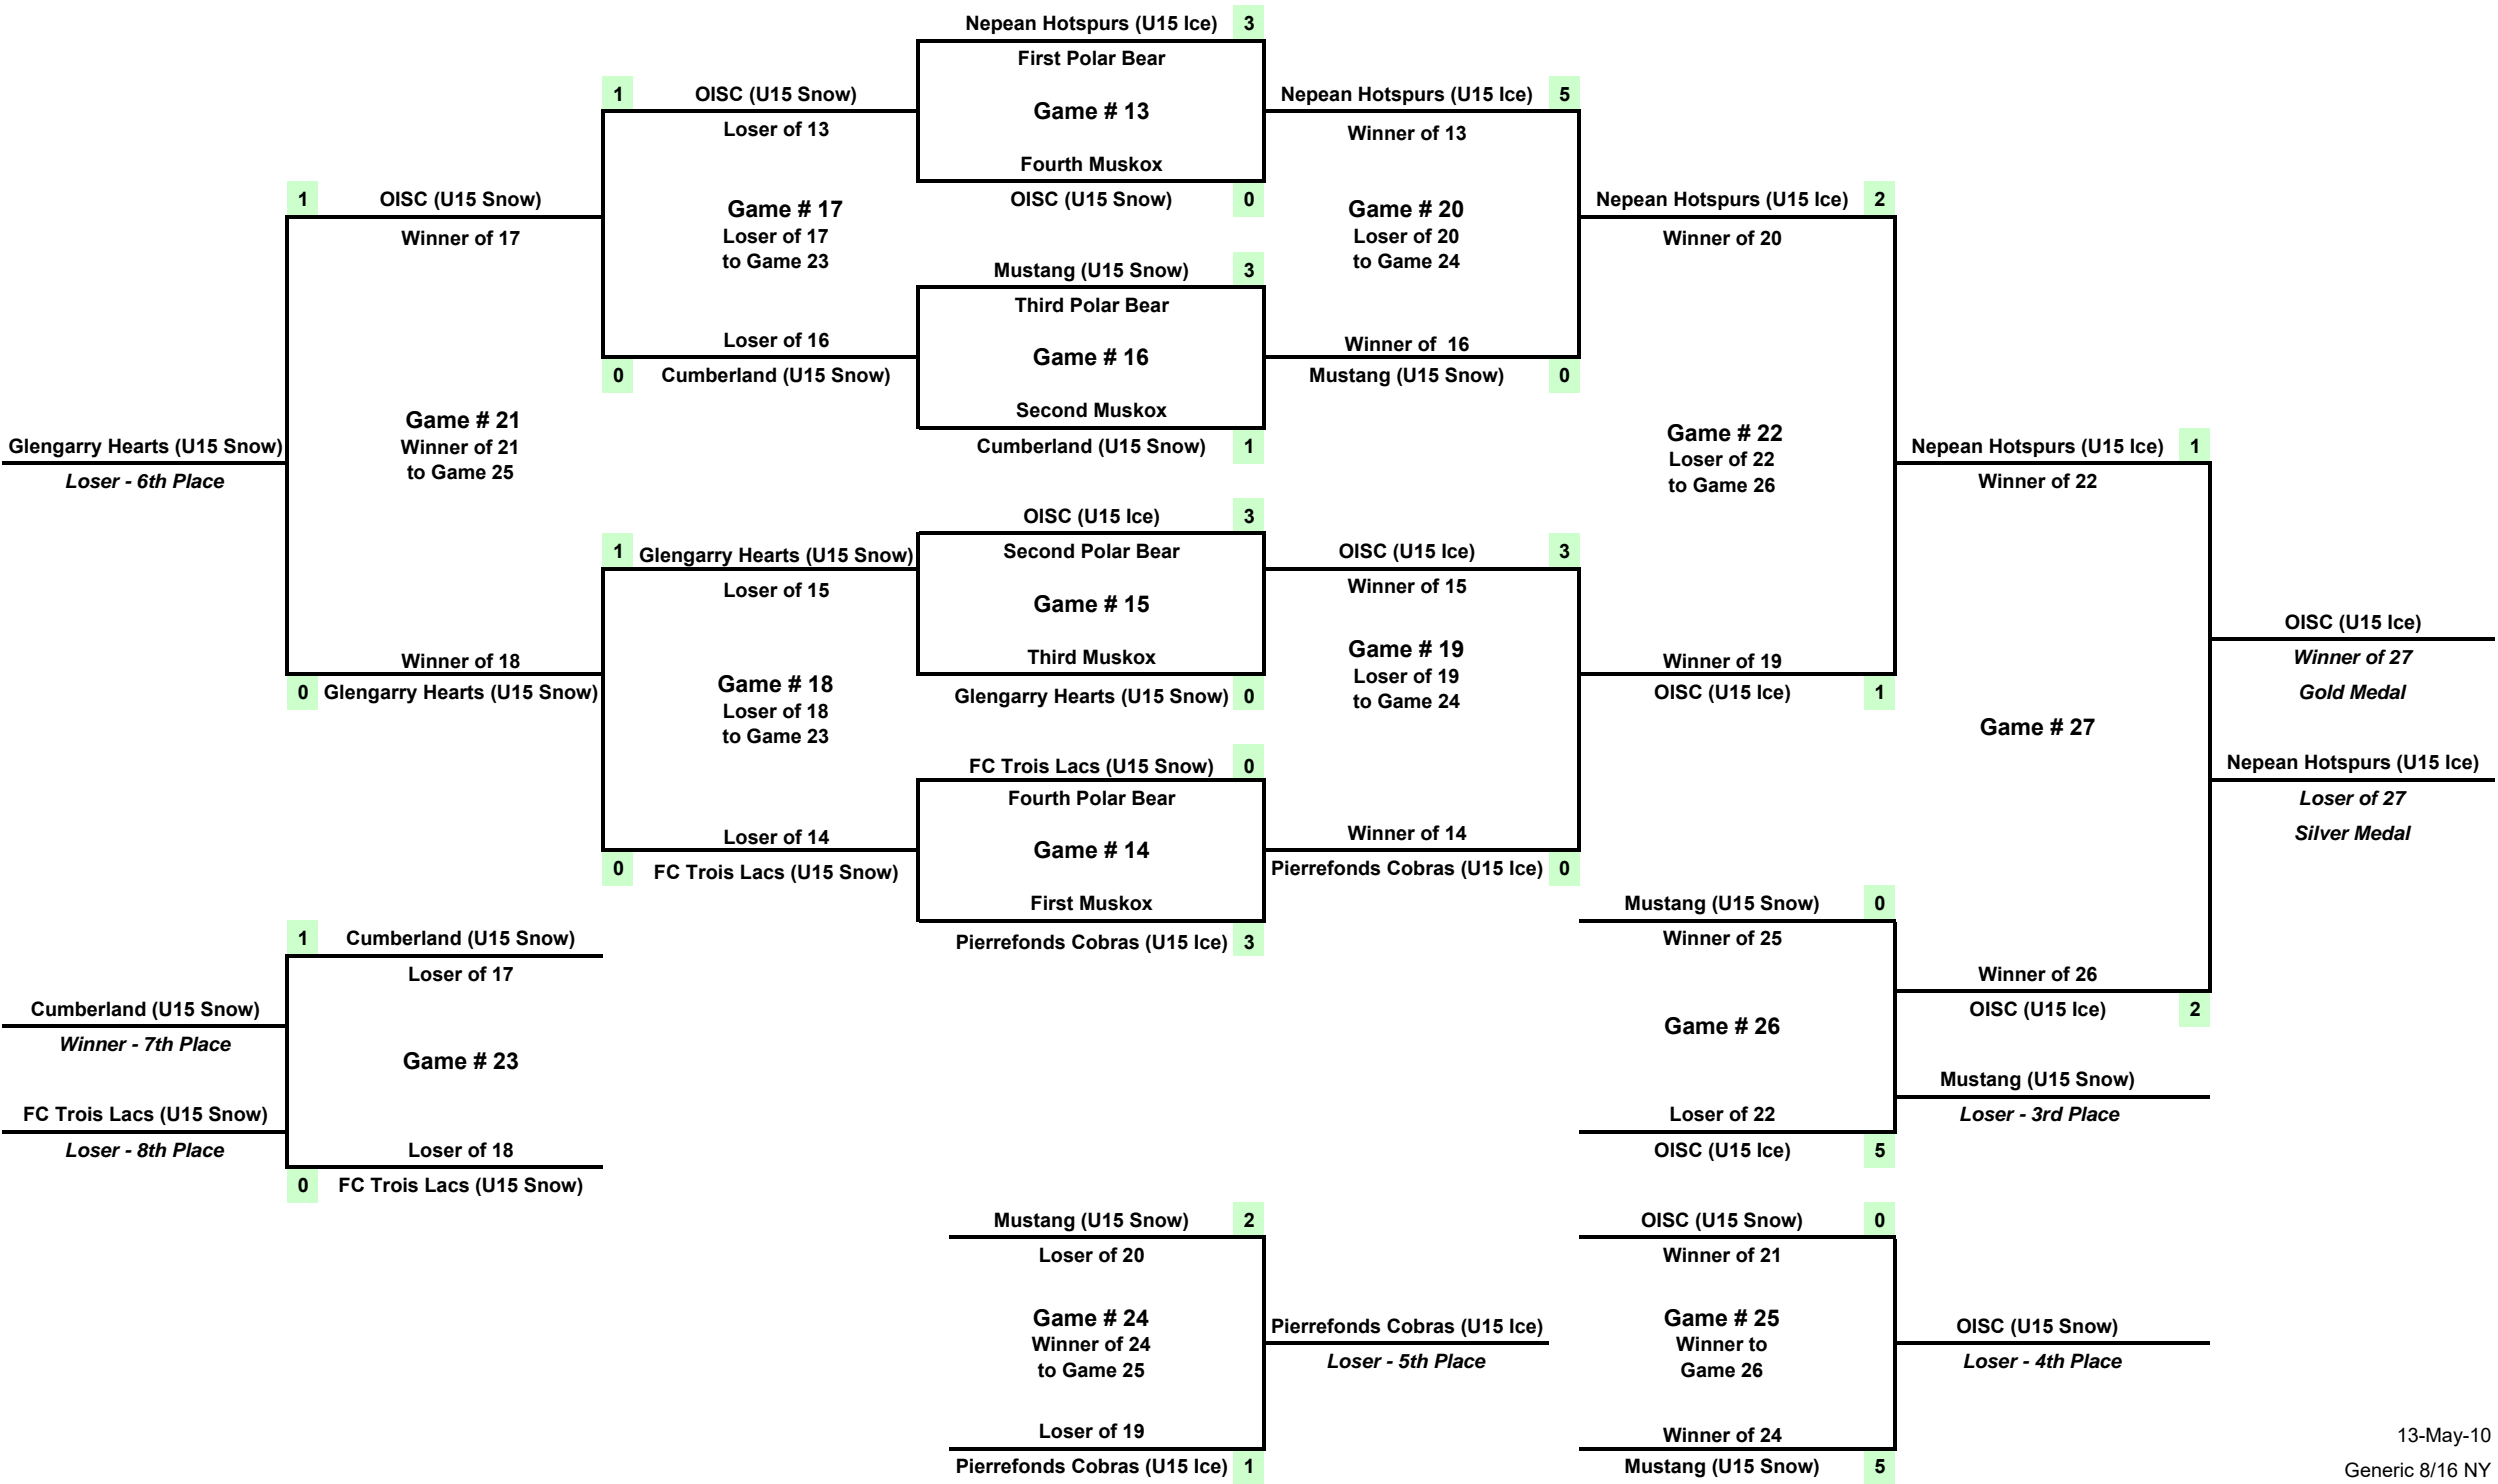 Nepean Hotspurs (U15 Ice) 3
First Polar Bear
1 OISC (U15 Snow)
Nepean Hotspurs (U15 Ice) 5
Game # 13
Loser of 13
Winner of 13
Fourth Muskox
1 OISC (U15 Snow)
OISC (U15 Snow) 0
Nepean Hotspurs (U15 Ice) 2
Game # 17
Game # 20
Winner of 17
Loser of 17
Loser of 20
Winner of 20
to Game 23
to Game 24
Mustang (U15 Snow) 3
Third Polar Bear
Loser of 16
Winner of  16
Game # 16
0 Cumberland (U15 Snow)
Mustang (U15 Snow) 0
Second Muskox
Game # 21
Game # 22
Glengarry Hearts (U15 Snow)
Winner of 21
Cumberland (U15 Snow) 1
Loser of 22
Nepean Hotspurs (U15 Ice) 1
Loser - 6th Place
to Game 25
to Game 26
Winner of 22
OISC (U15 Ice) 3
1 Glengarry Hearts (U15 Snow)
Second Polar Bear
OISC (U15 Ice) 3
Loser of 15
Winner of 15
Game # 15
OISC (U15 Ice)
Winner of 18
Third Muskox
Game # 19
Winner of 19
Winner of 27
0 Glengarry Hearts (U15 Snow)
Game # 18
Glengarry Hearts (U15 Snow) 0
Loser of 19
OISC (U15 Ice) 1
Gold Medal
Loser of 18
to Game 24
to Game 23
Game # 27
FC Trois Lacs (U15 Snow) 0
Nepean Hotspurs (U15 Ice)
Fourth Polar Bear
Loser of 27
Loser of 14
Winner of 14
Silver Medal
Game # 14
0 FC Trois Lacs (U15 Snow)
Pierrefonds Cobras (U15 Ice) 0
First Muskox
Mustang (U15 Snow) 0
1 Cumberland (U15 Snow)
Pierrefonds Cobras (U15 Ice) 3
Winner of 25
Loser of 17
Winner of 26
Cumberland (U15 Snow)
OISC (U15 Ice) 2
Winner - 7th Place
Game # 26
Game # 23
Mustang (U15 Snow)
FC Trois Lacs (U15 Snow)
Loser of 22
Loser - 3rd Place
Loser - 8th Place
Loser of 18
OISC (U15 Ice) 5
0 FC Trois Lacs (U15 Snow)
Mustang (U15 Snow) 2
OISC (U15 Snow) 0
Loser of 20
Winner of 21
Game # 24
Game # 25
Pierrefonds Cobras (U15 Ice)
OISC (U15 Snow)
Winner of 24
Winner to
Loser - 5th Place
Loser - 4th Place
to Game 25
Game 26
Loser of 19
Winner of 24
13-May-10
Pierrefonds Cobras (U15 Ice) 1
Mustang (U15 Snow) 5
Generic 8/16 NY